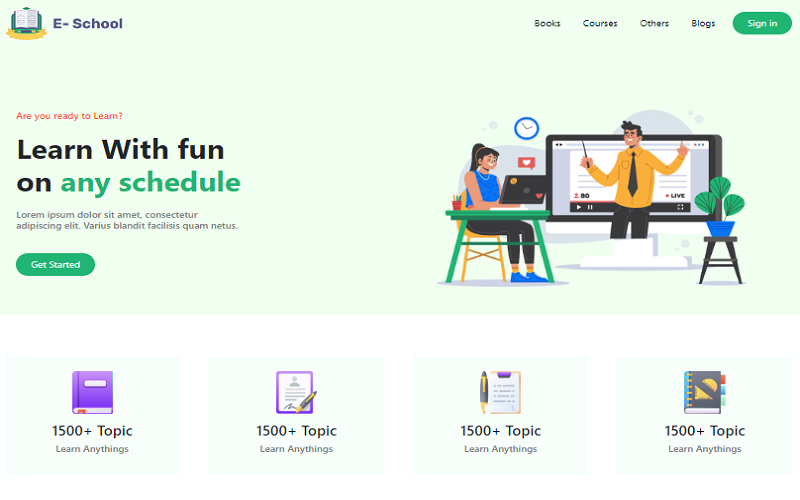 E- School
Books
Courses
Others
Blogs
Sign in
Are you ready to Learn?
Learn With fun
on any schedule
Lorem ipsum dolor sit amet, consectetur
adipiscing elit. Varius blandit facilisis quam netus.
Get Started
80
LIVE
1500+ Topic
Learn Anythings
1500+ Topic
Learn Anythings
1500+ Topic
Learn Anythings
1500+ Topic
Learn Anythings